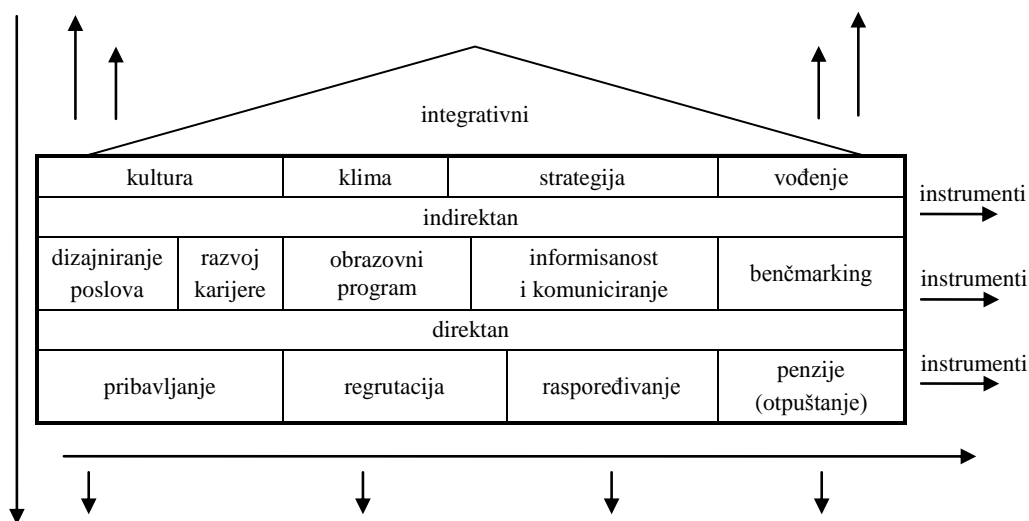 integrativni
kultura klima strategija vođenje
instrumenti
indirektan
dizajniranje
poslova
razvoj
karijere
obrazovni
program
informisanost
i komuniciranje
benčmarking
instrumenti
direktan
pribavljanje
regrutacija
raspoređivanje
penzije
(otpuštanje)
instrumenti